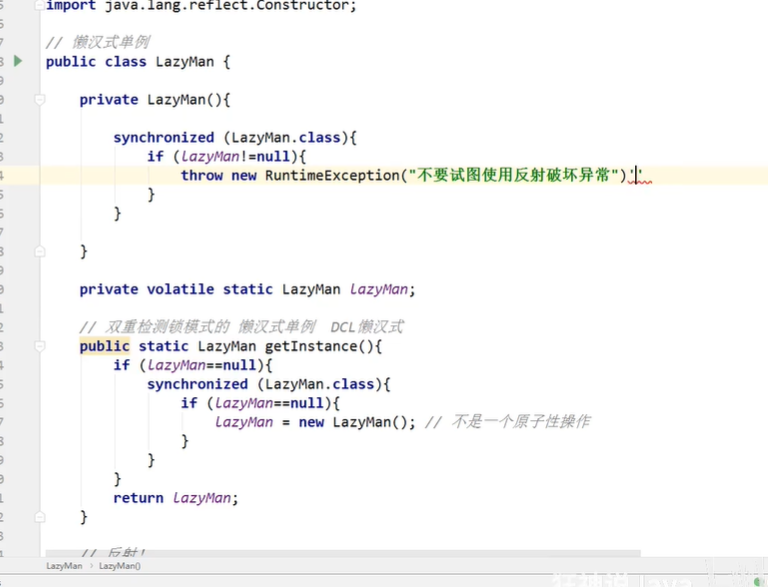 import java.lang.reflect.Constructor;
// 懒汉式单例
public class LazyMan {
private LazyMan(){
synchronized (LazyMan.class){
if (lazyMan!=null){
throw new RuntimeException("不要试图使用反射破坏异常")''
}
}
}
private volatile static LazyMan lazyMan;
// 双重检测锁模式的 懒汉式单例 DCL懒汉式
public static LazyMan getInstance(){
if (lazyMan==null){
synchronized (LazyMan.class){
if (lazyMan==null){
lazyMan = new LazyMan(); // 不是一个原子性操作
}
}
}
return lazyMan;
}
// 反射!
LazyMan > LazyMan()